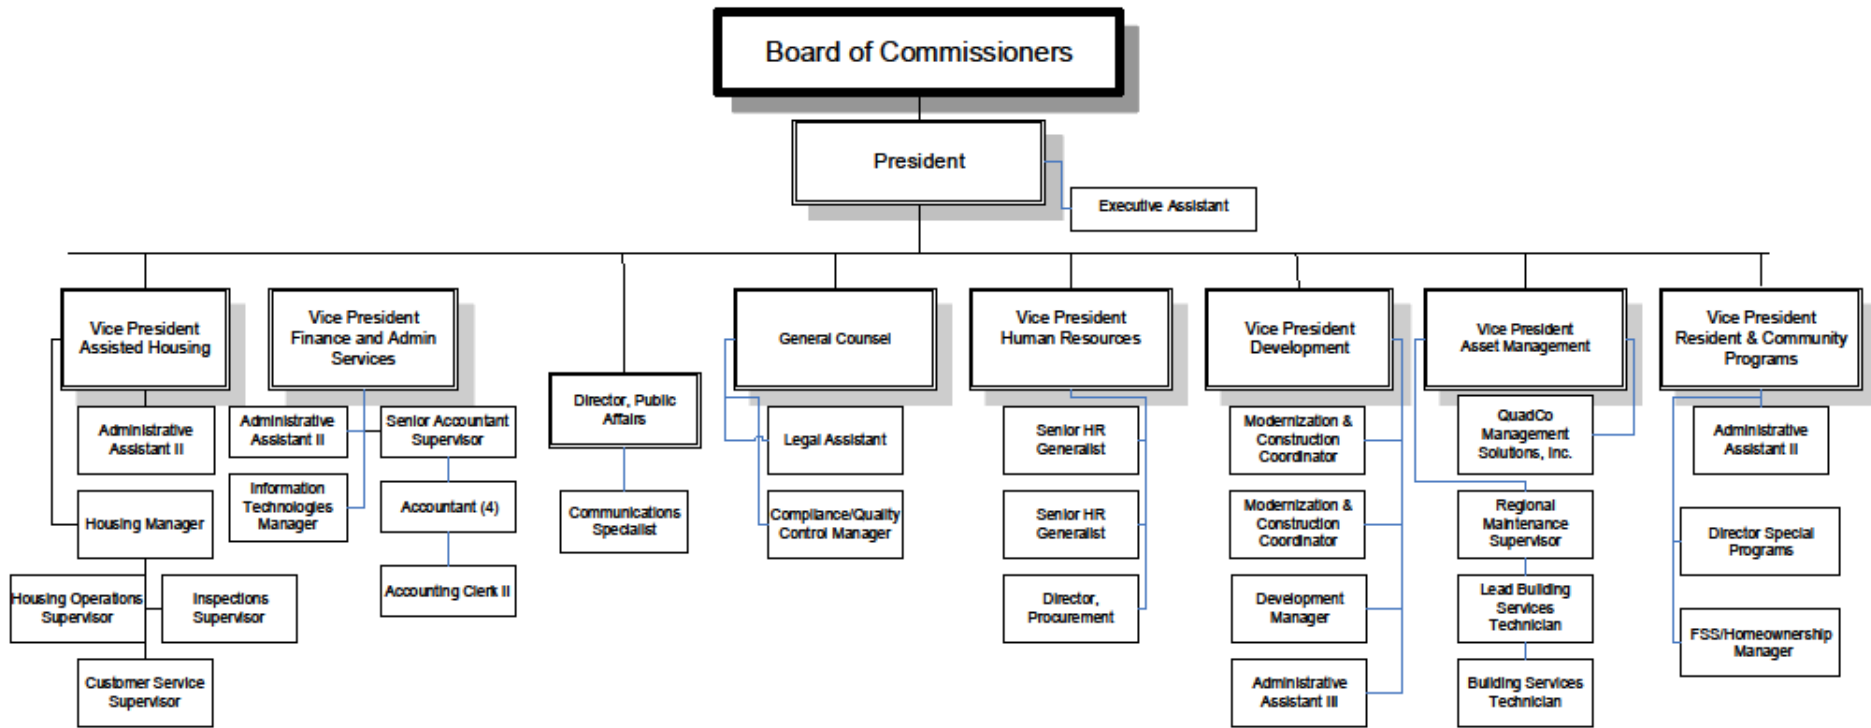 Board of Commissioners
President
Executive Assistant
Vice President
Assisted Housing
Administrative
Assistant II
Housing Manager
Housing Operations
Supervisor
Inspections
Supervisor
Customer Service
Supervisor
Vice President
Finance and Admin
Services
Administrative
Assistant II
Senior Accountant
Supervisor
Information
Technologies
Manager
Accountant (4)
Accounting Clerk II
Director, Public
Affairs
Communications
Specialist
General Counsel
Legal Assistant
Compliance/Quality
Control Manager
Vice President
Human Resources
Senior HR
Generalist
Senior HR
Generalist
Director,
Procurement
Vice President
Development
Modernization &
Construction
Coordinator
Modernization &
Construction
Coordinator
Development
Manager
Administrative
Assistant III
Vice President
Asset Management
QuadCo
Management
Solutions, Inc.
Regional
Maintenance
Supervisor
Lead Building
Services
Technician
Building Services
Technician
Vice President
Resident & Community
Programs
Administrative
Assistant II
Director Special
Programs
FSS/Homeownership
Manager